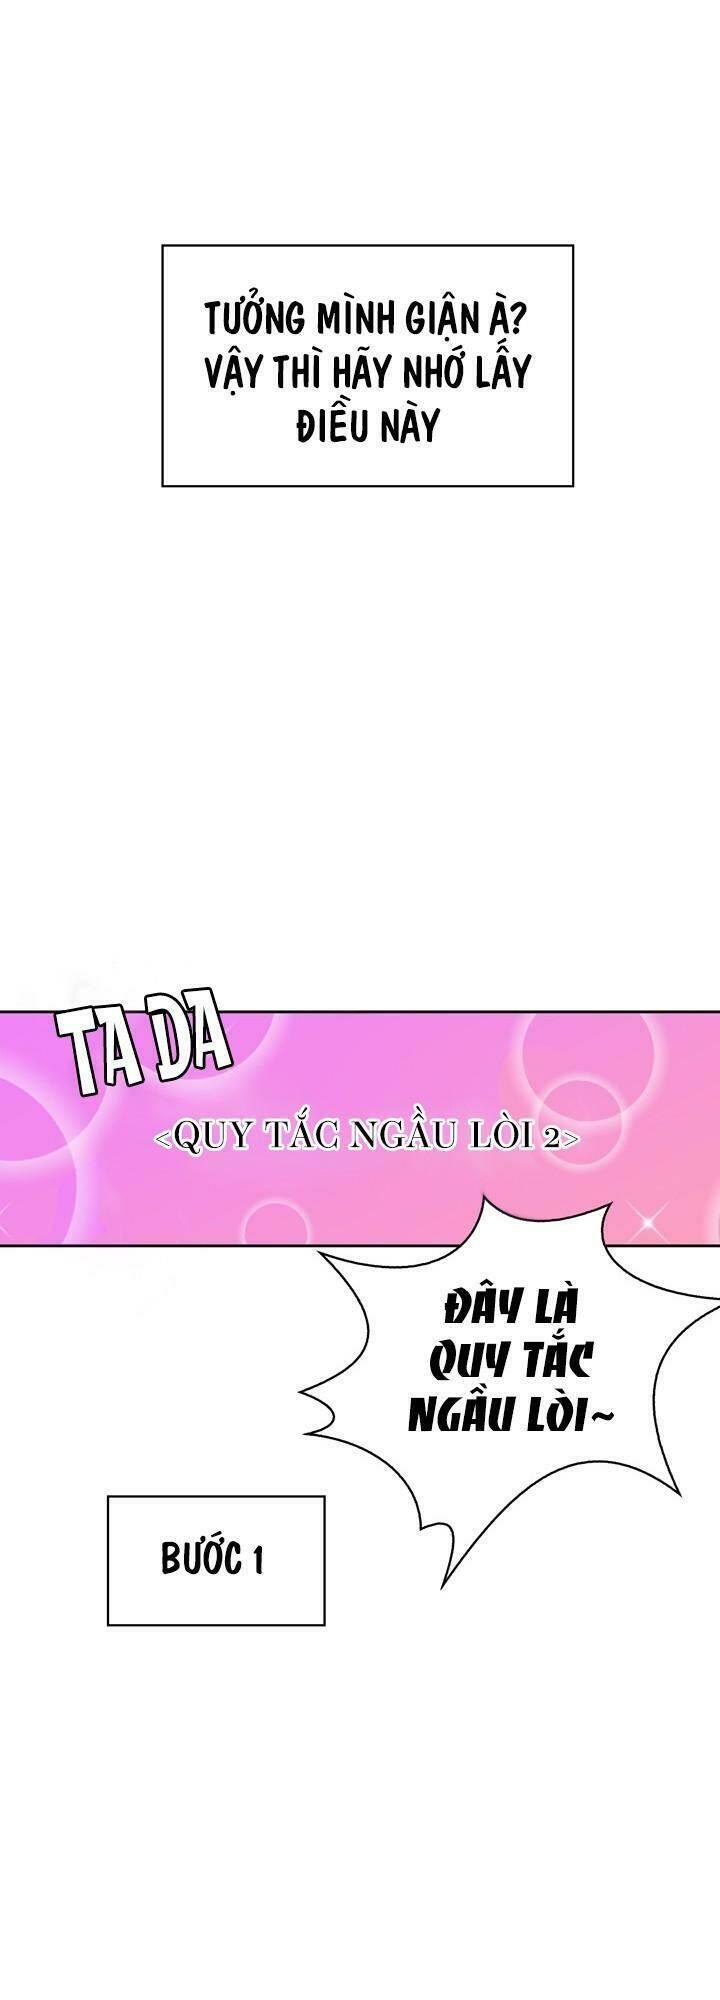 TƯỞNG MÌNH GIẬN À?
VẬY THÌ HÃY NHỚ LẤY
ĐIỀU NÀY
TA DA
<QUY TẮC NGẦU LÒI 2>
ĐÂY LÀ
QUY TẮC
NGẦU LÒI~
BƯỚC 1